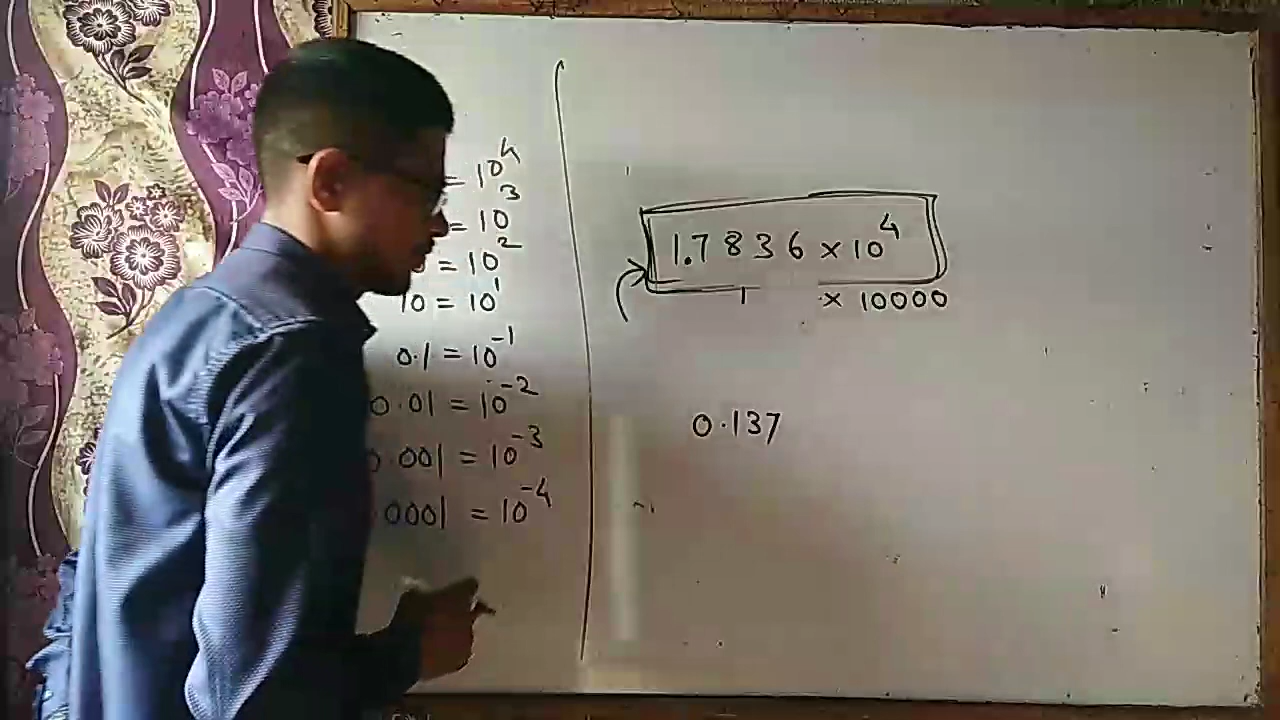 = 10⁴
= 10³
0 = 10²
10 = 10¹
0.1 = 10⁻¹
0.01 = 10⁻²
0.001 = 10⁻³
.0001 = 10⁻⁴
1.7836 × 10⁴
1 × 10000
0.137